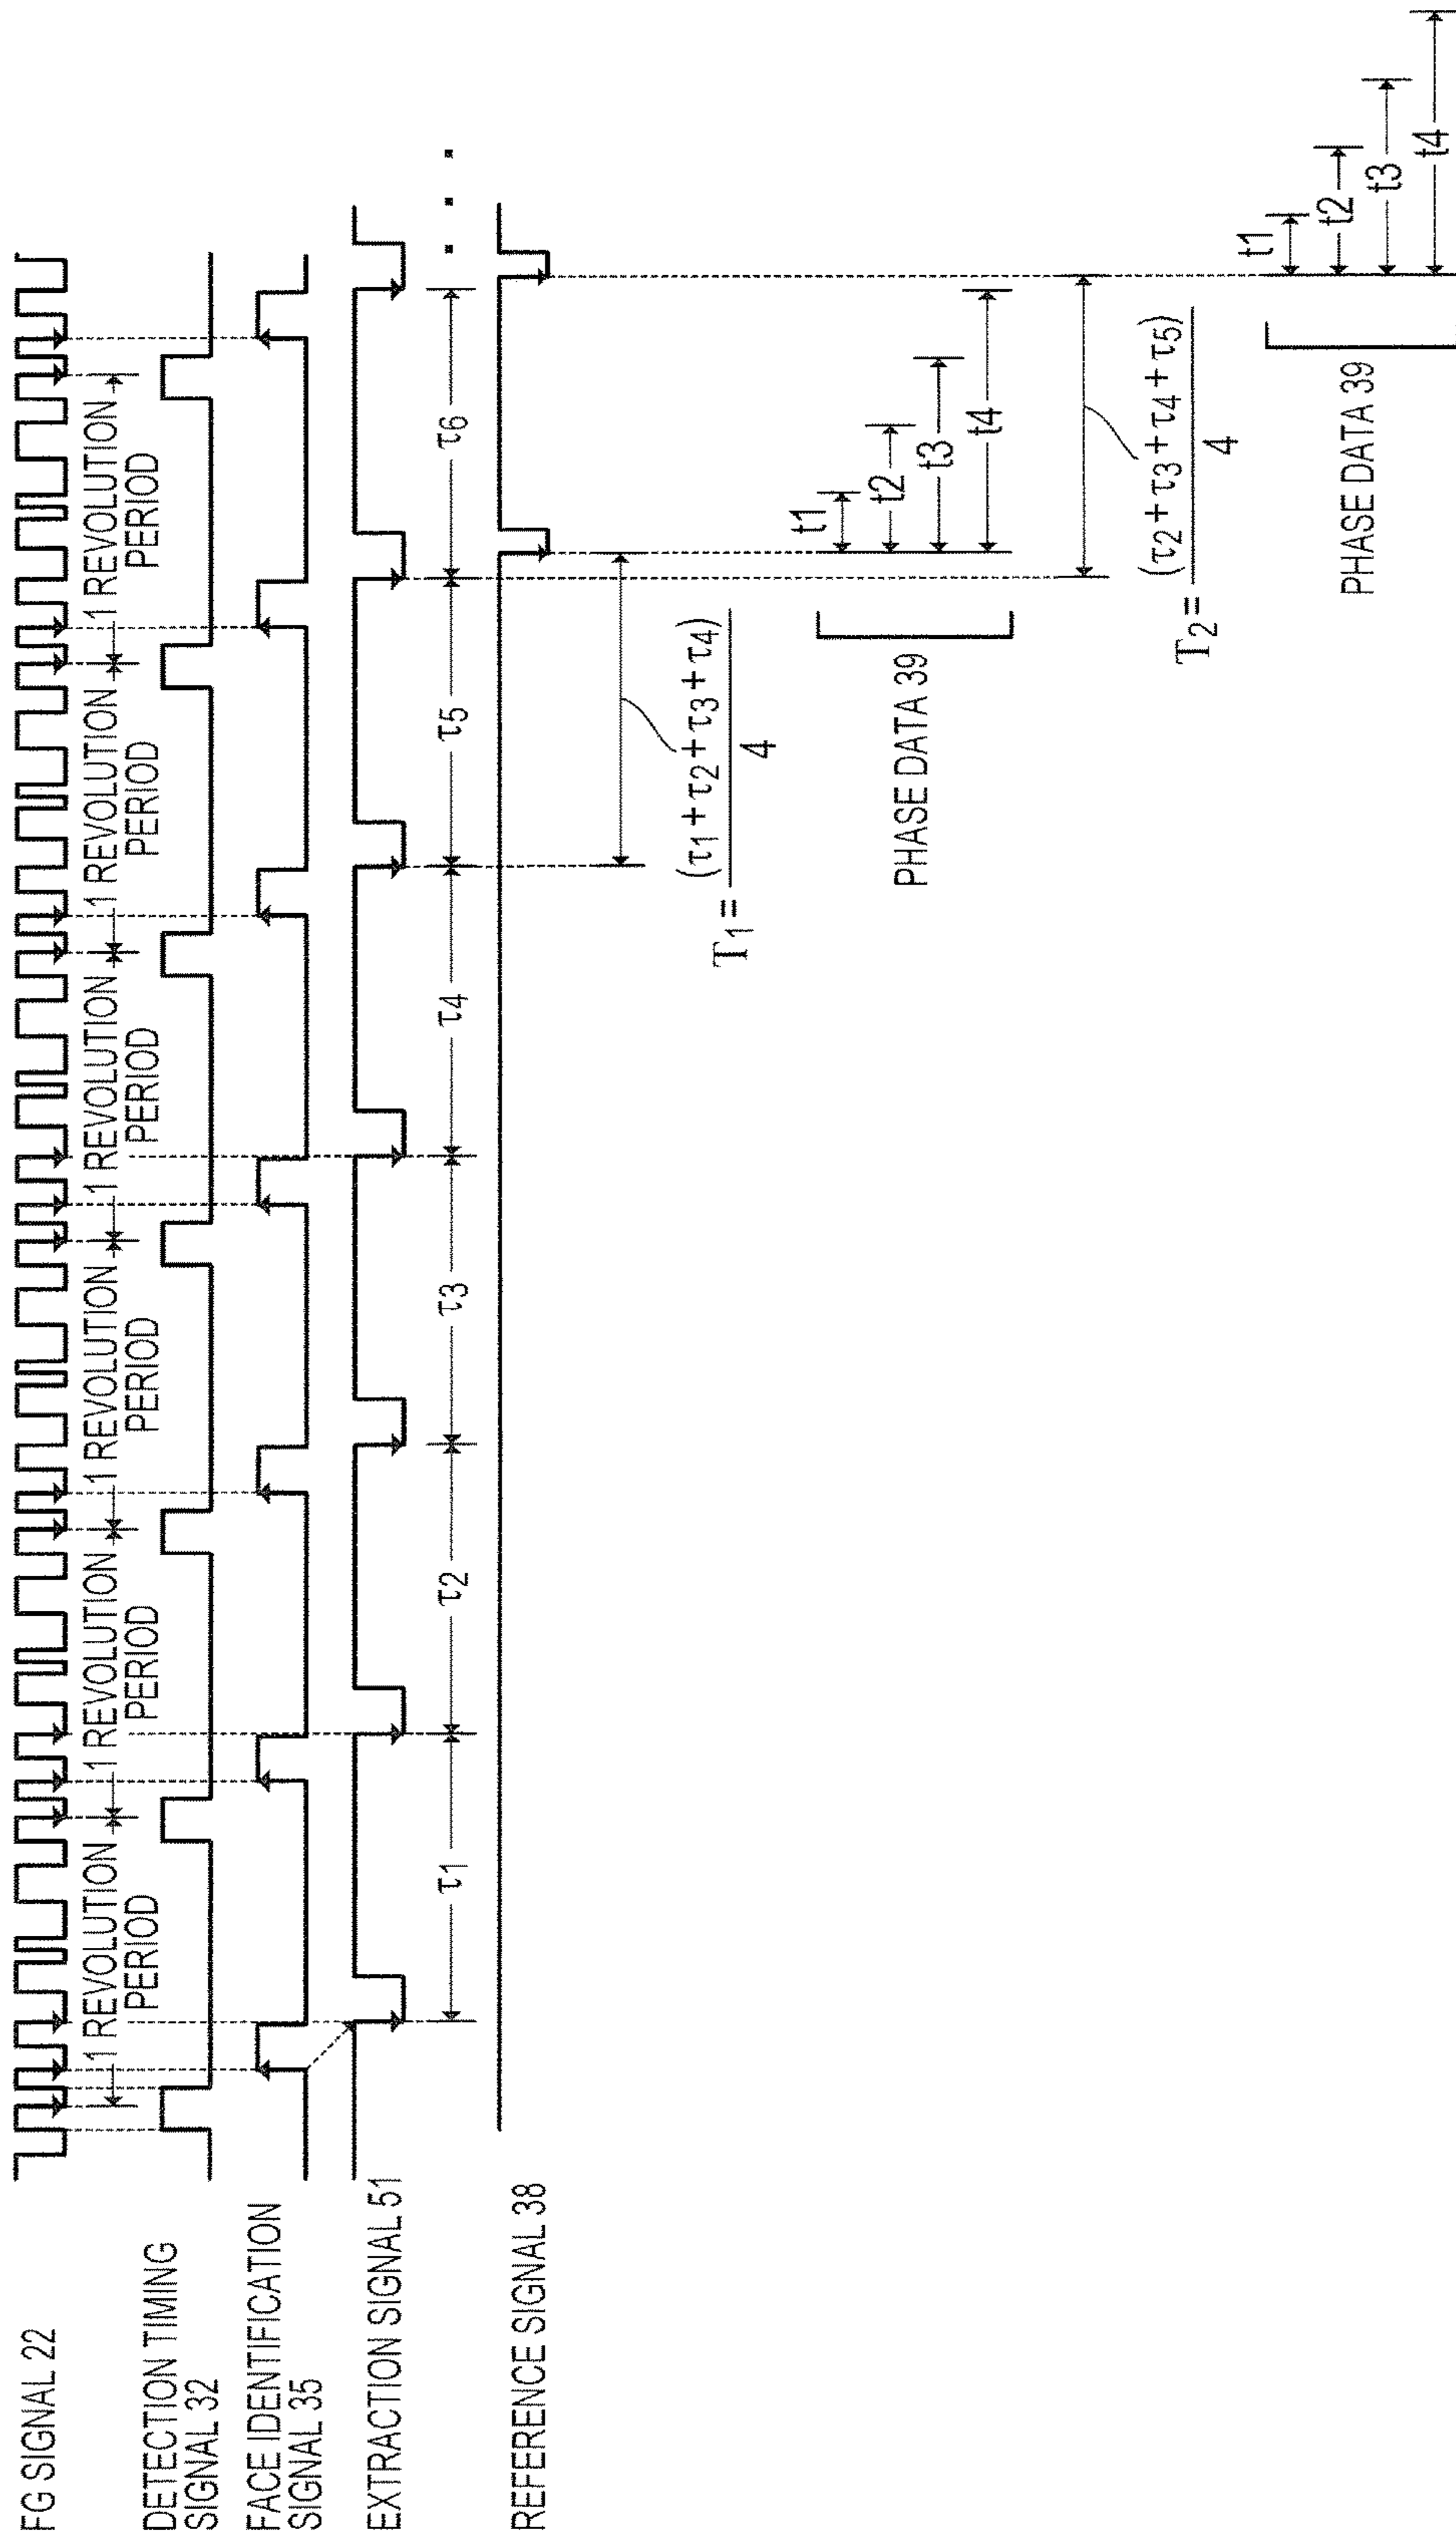 FG SIGNAL 22
1 REVOLUTION
PERIOD
1 REVOLUTION
PERIOD
1 REVOLUTION
PERIOD
1 REVOLUTION
PERIOD
1 REVOLUTION
PERIOD
1 REVOLUTION
PERIOD
DETECTION TIMING
SIGNAL 32
FACE IDENTIFICATION
SIGNAL 35
EXTRACTION SIGNAL 51
τ1
τ2
τ3
τ4
τ5
τ6
REFERENCE SIGNAL 38
T1 = (τ1 + τ2 + τ3 + τ4)
4
PHASE DATA 39
t1
t2
t3
t4
T2 = (τ2 + τ3 + τ4 + τ5)
4
PHASE DATA 39
t1
t2
t3
t4